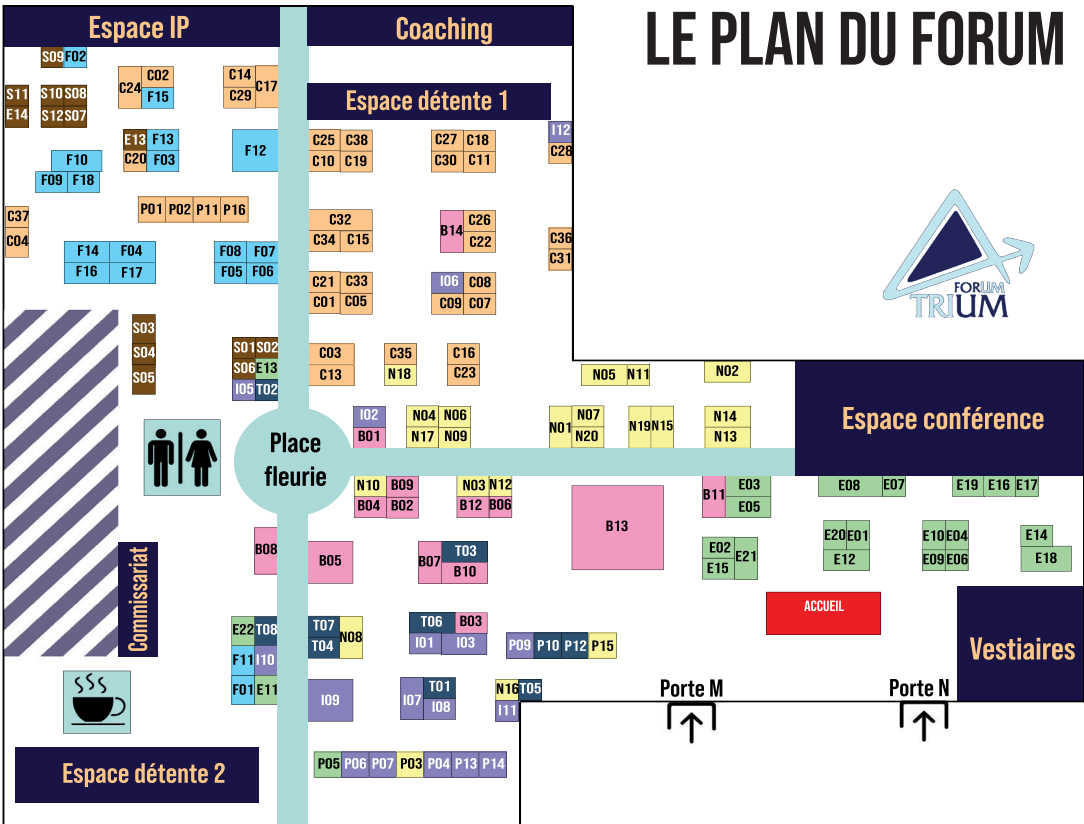 LE PLAN DU FORUM
Espace IP
Coaching
S09 F02
C24 C02
F15
C14 C17
C29
S11 S10 S08
E14 S12 S07
Espace détente 1
I12
C28
E13 F13
C20 F03
F12
C25 C38
C10 C19
C27 C18
C30 C11
F10
F09 F18
P01 P02 P11 P16
C37
C04
C32
C34 C15
B14 C26
C22
C36
C31
F14 F04
F16 F17
F08 F07
F05 F06
C21 C33
C01 C05
I06 C08
C09 C07
FORUM
TRIUM
S03
S04
S05
S01 S02
S06 E13
I05 T02
C03
C13
C35
N18
C16
C23
N05 N11
N02
Espace conférence
I02
B01
N04 N06
N17 N09
N01 N07
N20
N19 N15
N14
N13
Place
fleurie
N10 B09
B04 B02
N03 N12
B12 B06
B13
B11 E03
E05
E08 E07
E19 E16 E17
E20 E01
E12
E10 E04
E09 E06
E14
E18
B08
B05
B07 T03
B10
E02 E21
E15
Commissariat
ACCUEIL
Vestiaires
E22 T08
F11 I10
F01 E11
T07 N08
T04
T06 B03
I01 I03
P09 P10 P12 P15
I09
I07 T01
I08
N16 T05
I11
Porte M
Porte N
Espace détente 2
P05 P06 P07 P03 P04 P13 P14